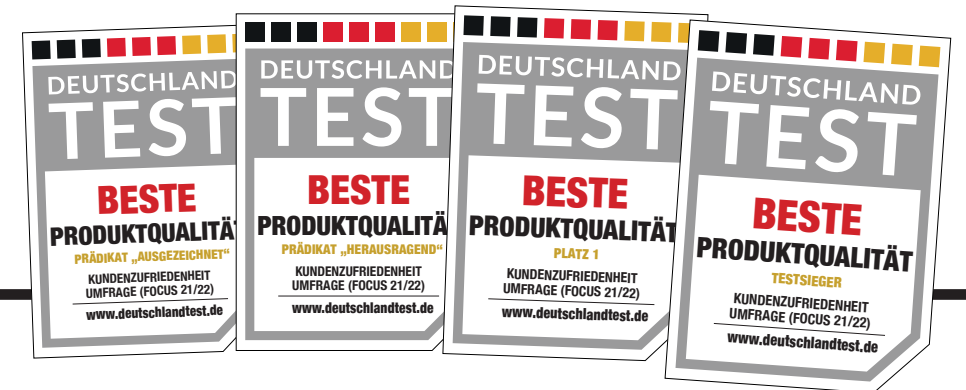 DEUTSCHLAND
TEST
BESTE
PRODUKTQUALITÄT
PRÄDIKAT „AUSGEZEICHNET“
KUNDENZUFRIEDENHEIT
UMFRAGE (FOCUS 21/22)
www.deutschlandtest.de
DEUTSCHLAND
TEST
BESTE
PRODUKTQUALITÄ
PRÄDIKAT „HERAUSRAGEND“
KUNDENZUFRIEDENHEIT
UMFRAGE (FOCUS 21/22)
www.deutschlandtest.de
DEUTSCHLAND
TEST
BESTE
PRODUKTQUALITÄT
PLATZ 1
KUNDENZUFRIEDENHEIT
UMFRAGE (FOCUS 21/22)
www.deutschlandtest.de
DEUTSCHLAND
TEST
BESTE
PRODUKTQUALITÄT
TESTSIEGER
KUNDENZUFRIEDENHEIT
UMFRAGE (FOCUS 21/22)
www.deutschlandtest.de